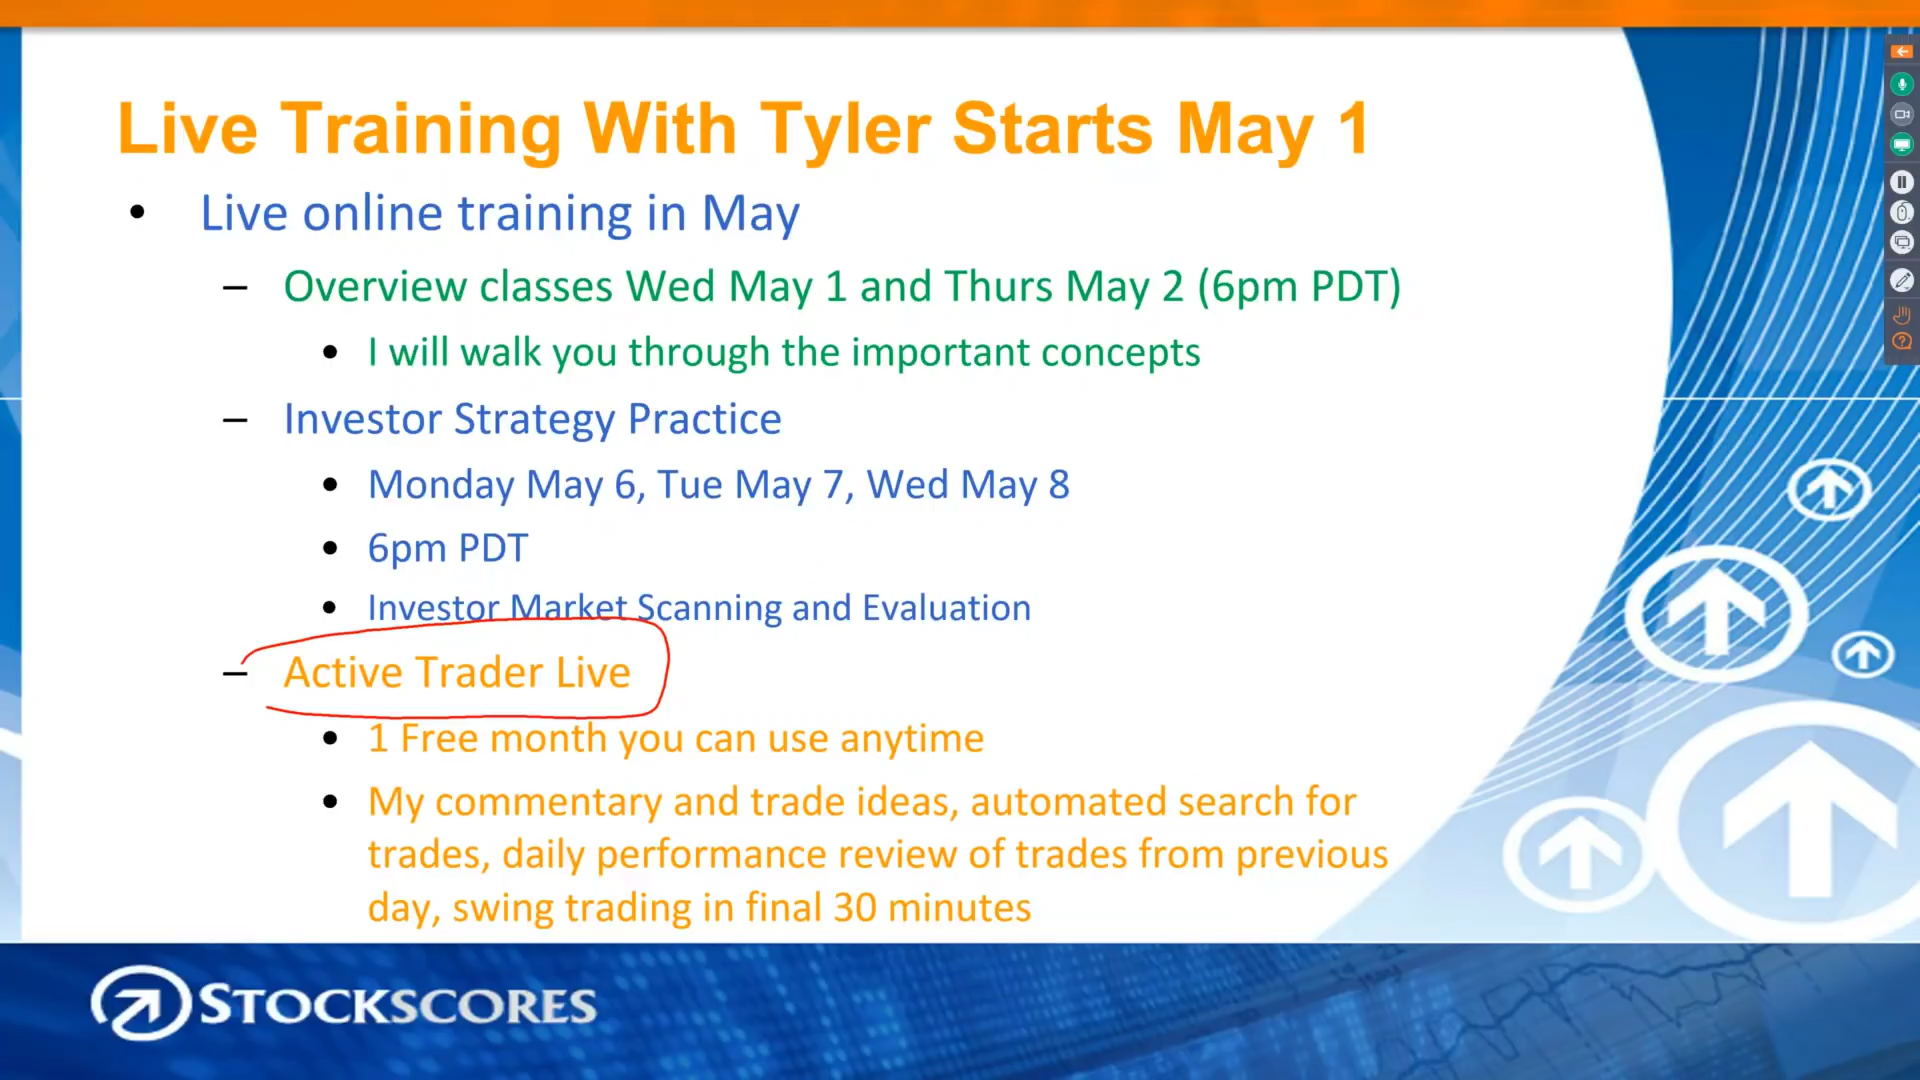 Live Training With Tyler Starts May 1
• Live online training in May
– Overview classes Wed May 1 and Thurs May 2 (6pm PDT)
• I will walk you through the important concepts
– Investor Strategy Practice
• Monday May 6, Tue May 7, Wed May 8
• 6pm PDT
• Investor Market Scanning and Evaluation
– Active Trader Live
• 1 Free month you can use anytime
• My commentary and trade ideas, automated search for
trades, daily performance review of trades from previous
day, swing trading in final 30 minutes
STOCKSCORES